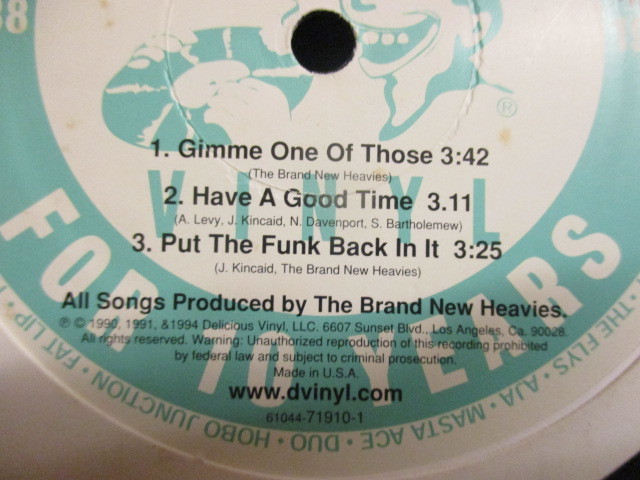 88
®
VINYL
1. Gimme One Of Those 3:42
(The Brand New Heavies)
2. Have A Good Time 3.11
(A. Levy, J. Kincaid, N. Davenport, S. Bartholemew)
3. Put The Funk Back In It 3:25
(J. Kincaid, The Brand New Heavies)
All Songs Produced by The Brand New Heavies.
℗ © 1990, 1991, &1994 Delicious Vinyl, LLC. 6607 Sunset Blvd., Los Angeles, Ca. 90028.
All rights reserved. Warning: Unauthorized reproduction of this recording prohibited
by federal law and subject to criminal prosecution.
Made in U.S.A.
www.dvinyl.com
61044-71910-1
FOR 10 YEARS
THE FLYS • AJA • MASTA ACE • DUO • HOBO JUNCTION • FAT LIP •